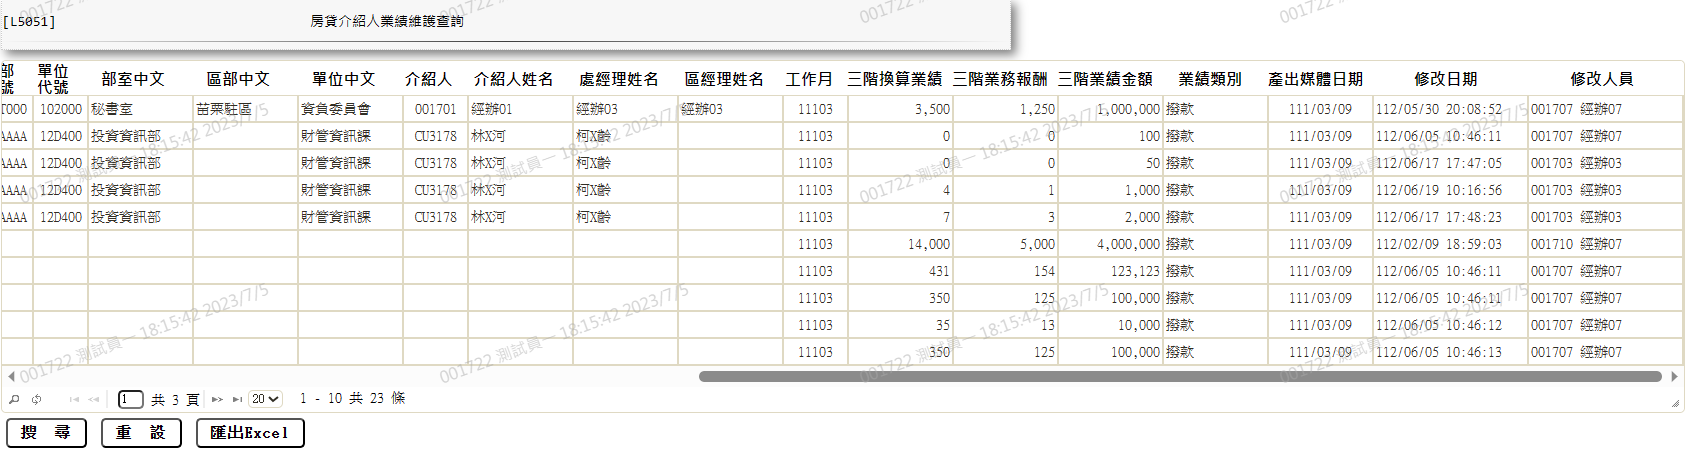 [L5051] 房貸介紹人業績維護查詢
部號 單位代號 部室中文 區部中文 單位中文 介紹人 介紹人姓名 處經理姓名 區經理姓名 工作月 三階換算業績 三階業務報酬 三階業績金額 業績類別 產出媒體日期 修改日期 修改人員
T000 102000 秘書室 苗栗駐區 資負委員會 001701 經辦01 經辦03 經辦03 11103 3,500 1,250 1,000,000 撥款 111/03/09 112/05/30 20:08:52 001707 經辦07
AAAA 12D400 投資資訊部 財管資訊課 CU3178 林X河 柯X齡 11103 0 0 100 撥款 111/03/09 112/06/05 10:46:11 001707 經辦07
AAAA 12D400 投資資訊部 財管資訊課 CU3178 林X河 柯X齡 11103 0 0 50 撥款 111/03/09 112/06/17 17:47:05 001703 經辦03
AAAA 12D400 投資資訊部 財管資訊課 CU3178 林X河 柯X齡 11103 4 1 1,000 撥款 111/03/09 112/06/19 10:16:56 001703 經辦03
AAAA 12D400 投資資訊部 財管資訊課 CU3178 林X河 柯X齡 11103 7 3 2,000 撥款 111/03/09 112/06/17 17:48:23 001703 經辦03
11103 14,000 5,000 4,000,000 撥款 111/03/09 112/02/09 18:59:03 001710 經辦07
11103 431 154 123,123 撥款 111/03/09 112/06/05 10:46:11 001707 經辦07
11103 350 125 100,000 撥款 111/03/09 112/06/05 10:46:11 001707 經辦07
11103 35 13 10,000 撥款 111/03/09 112/06/05 10:46:12 001707 經辦07
11103 350 125 100,000 撥款 111/03/09 112/06/05 10:46:13 001707 經辦07
001722 測試員一 18:15:42 2023/7/5
1 共 3 頁 20 1 - 10 共 23 條
搜 尋 重 設 匯出Excel